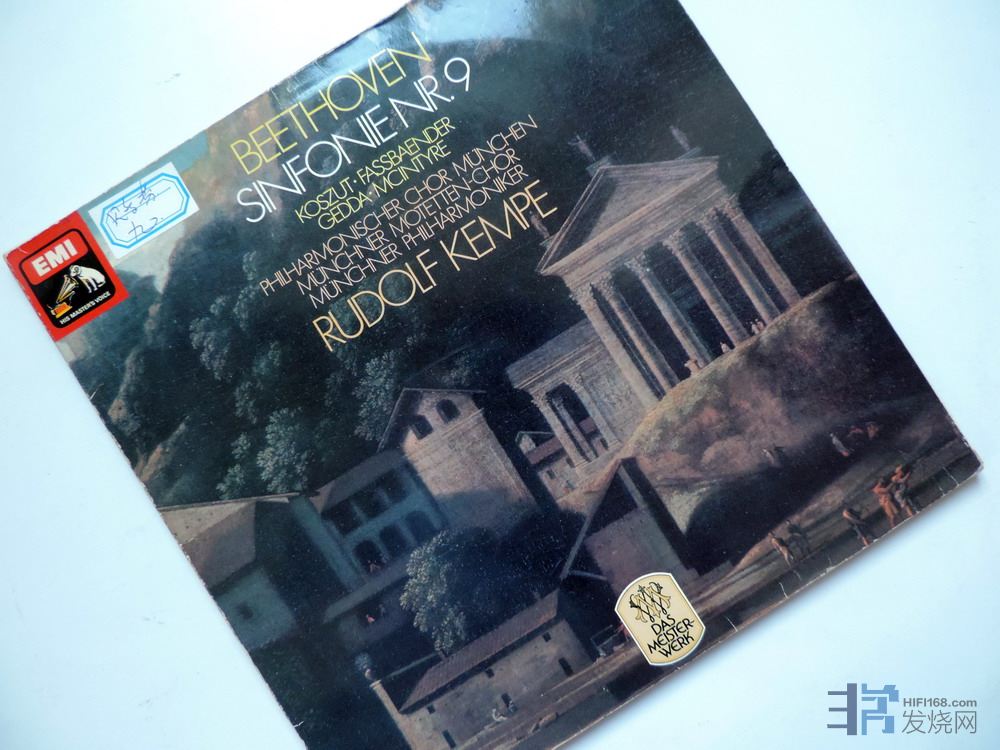 BEETHOVEN
SINFONIE NR. 9
KOSZUT · FASSBAENDER
GEDDA · MCINTYRE
PHILHARMONISCHER CHOR MÜNCHEN
MÜNCHNER MOTETTEN-CHOR
MÜNCHNER PHILHARMONIKER
RUDOLF KEMPE
EMI
HIS MASTER'S VOICE
DAS
MEISTER-
WERK
HIFI168.com
发烧网